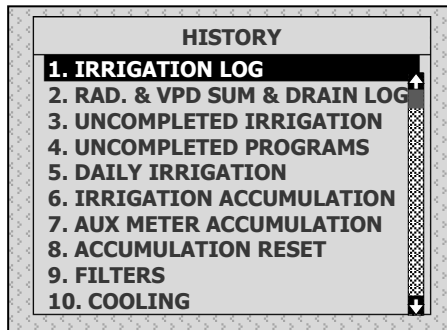 HISTORY
1. IRRIGATION LOG
2. RAD. & VPD SUM & DRAIN LOG
3. UNCOMPLETED IRRIGATION
4. UNCOMPLETED PROGRAMS
5. DAILY IRRIGATION
6. IRRIGATION ACCUMULATION
7. AUX METER ACCUMULATION
8. ACCUMULATION RESET
9. FILTERS
10. COOLING